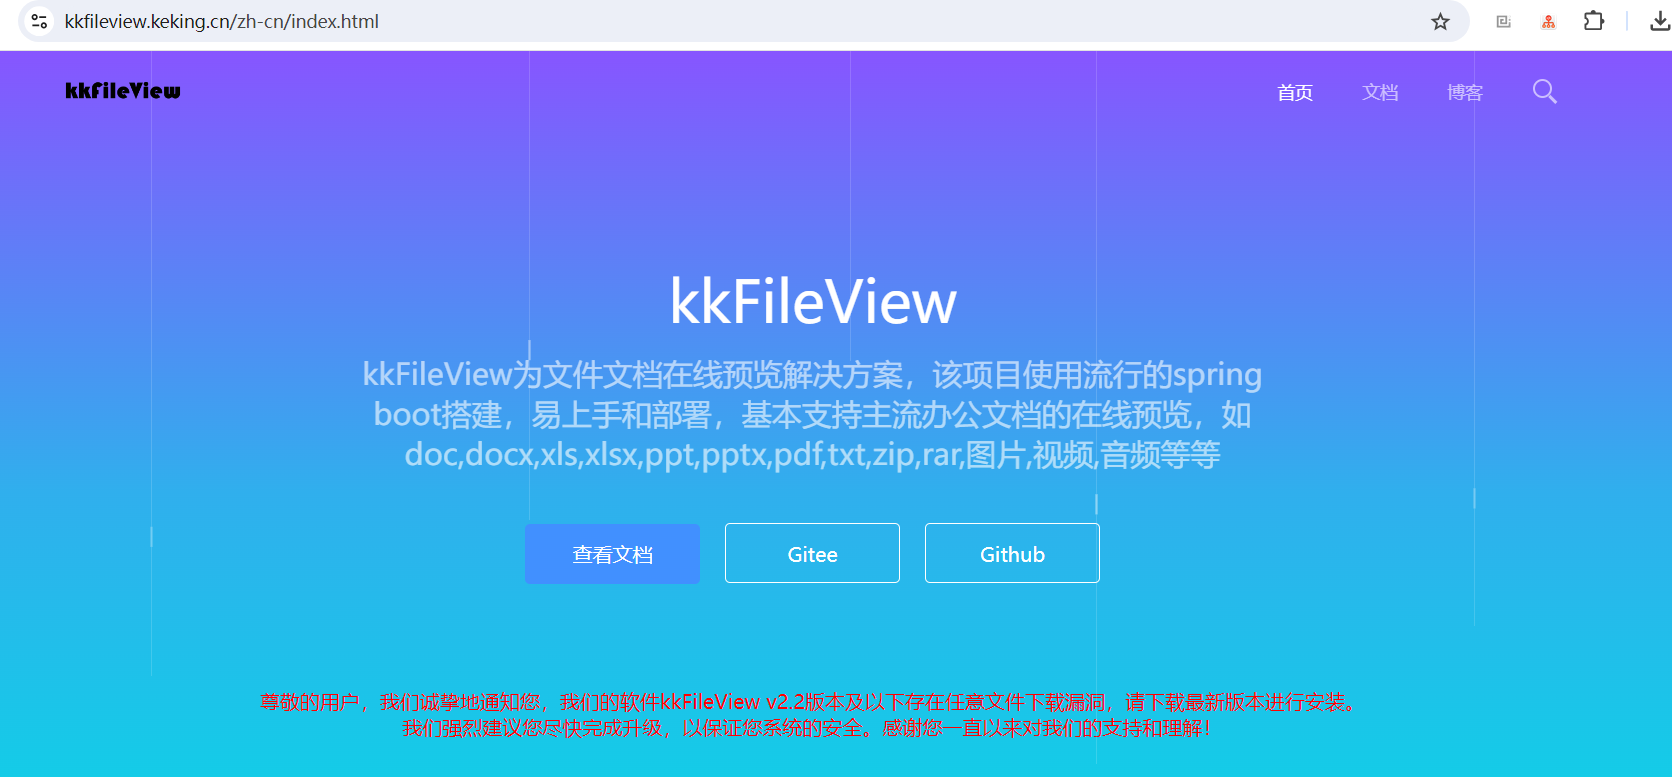 kkfileview.keking.cn/zh-cn/index.html
kkFileView
首页
文档
博客
kkFileView
kkFileView为文件文档在线预览解决方案，该项目使用流行的spring
boot搭建，易上手和部署，基本支持主流办公文档的在线预览，如
doc,docx,xls,xlsx,ppt,pptx,pdf,txt,zip,rar,图片,视频,音频等等
查看文档
Gitee
Github
尊敬的用户，我们诚挚地通知您，我们的软件kkFileView v2.2版本及以下存在任意文件下载漏洞，请下载最新版本进行安装。
我们强烈建议您尽快完成升级，以保证您系统的安全。感谢您一直以来对我们的支持和理解！